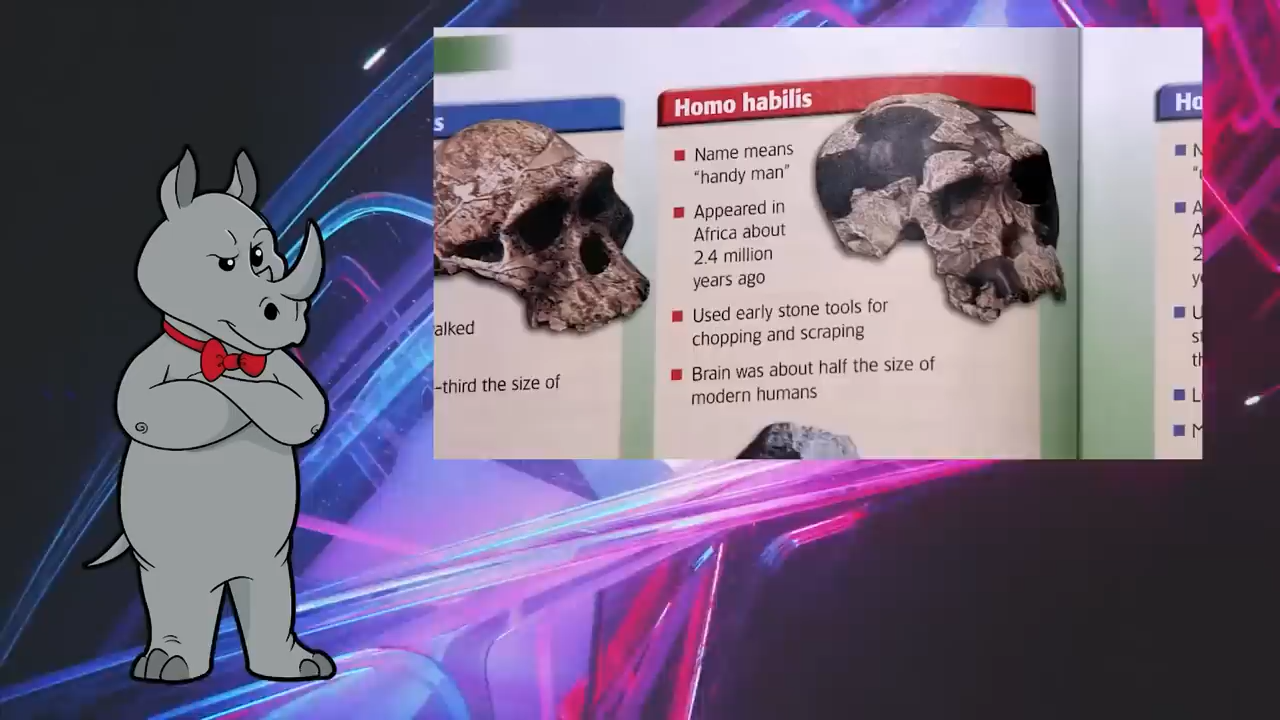 s
alked
-third the size of
Homo habilis
Name means
“handy man”
Appeared in
Africa about
2.4 million
years ago
Used early stone tools for
chopping and scraping
Brain was about half the size of
modern humans
Ho